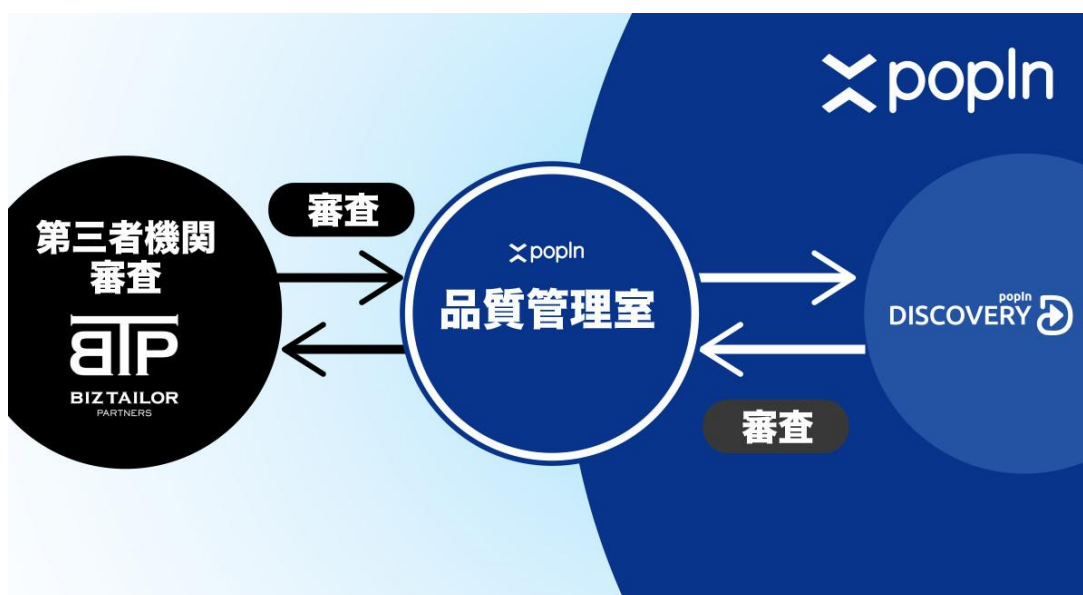 popIn
第三者機関
審査
BTP
BIZTAILOR
PARTNERS
審査
popIn
品質管理室
popIn
DISCOVERY
審査